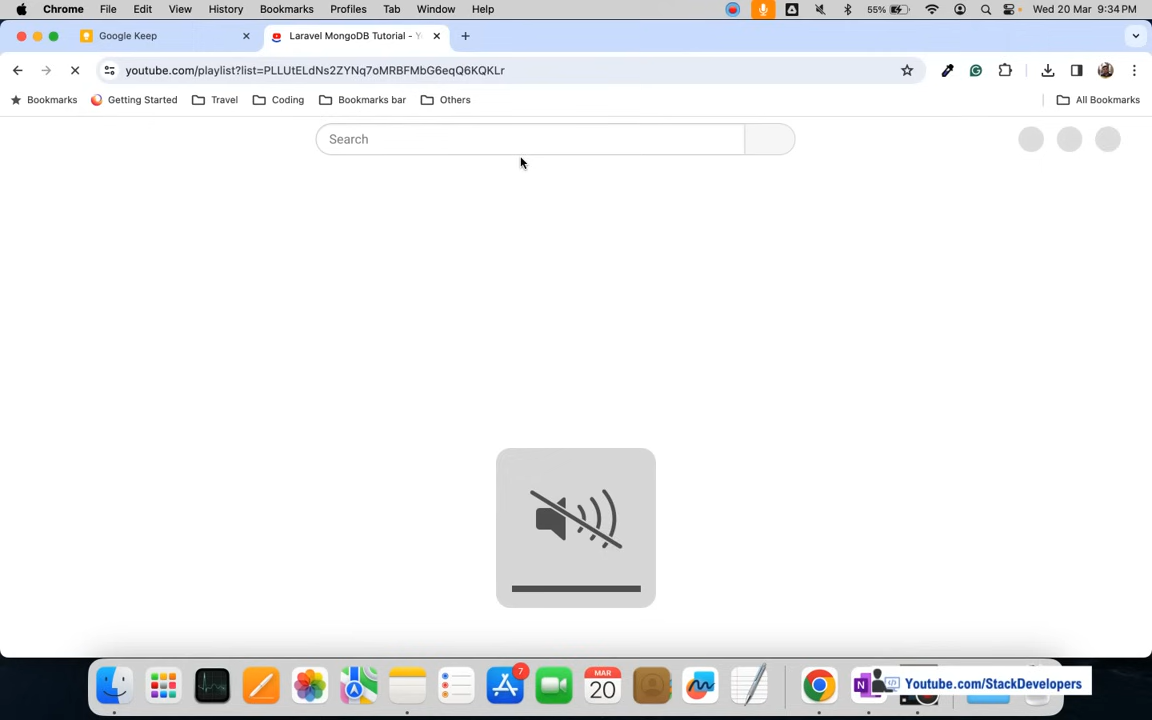 Chrome File Edit View History Bookmarks Profiles Tab Window Help 55% Wed 20 Mar 9:34 PM
Google Keep Laravel MongoDB Tutorial - Y
youtube.com/playlist?list=PLLUtELdNs2ZYNq7oMRBFMbG6eqQ6KQKLr
Bookmarks Getting Started Travel Coding Bookmarks bar Others All Bookmarks
Search
7
MAR
20
N
Youtube.com/StackDevelopers